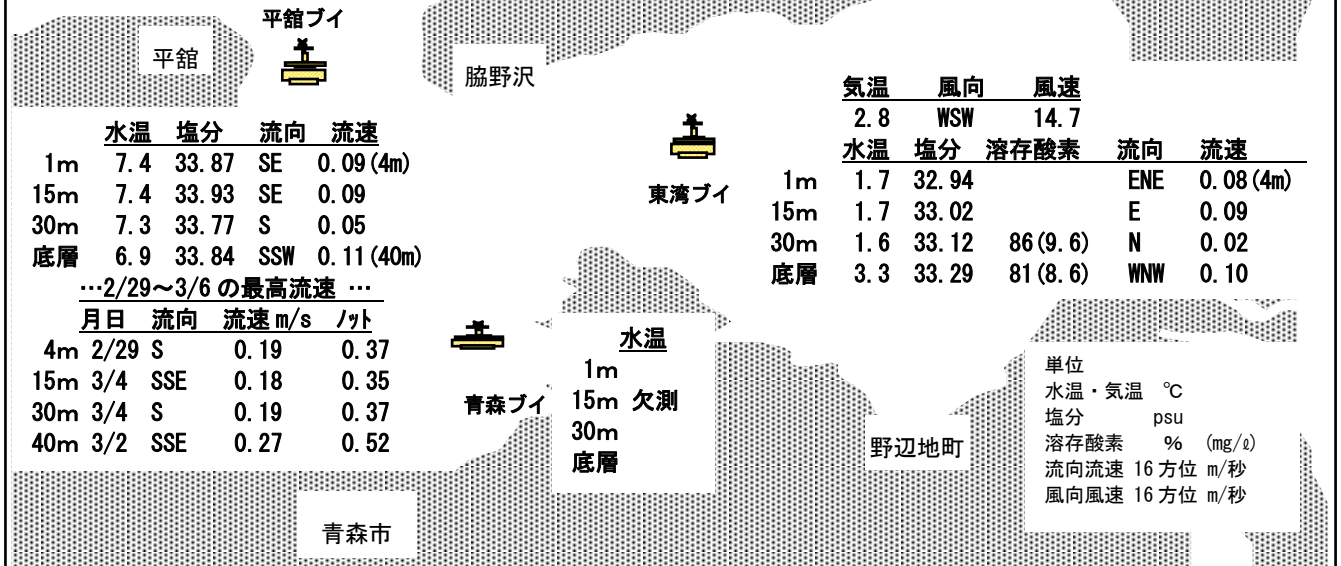 平舘ブイ
平舘
脇野沢
水温 塩分 流向 流速
1m 7.4 33.87 SE 0.09(4m)
15m 7.4 33.93 SE 0.09
30m 7.3 33.77 S 0.05
底層 6.9 33.84 SSW 0.11(40m)
…2/29～3/6の最高流速 …
月日 流向 流速m/s ﾉｯﾄ
4m 2/29 S 0.19 0.37
15m 3/4 SSE 0.18 0.35
30m 3/4 S 0.19 0.37
40m 3/2 SSE 0.27 0.52
東湾ブイ
気温 風向 風速
2.8 WSW 14.7
水温 塩分 溶存酸素 流向 流速
1m 1.7 32.94 ENE 0.08(4m)
15m 1.7 33.02 E 0.09
30m 1.6 33.12 86(9.6) N 0.02
底層 3.3 33.29 81(8.6) WNW 0.10
青森ブイ
水温
1m
15m 欠測
30m
底層
野辺地町
青森市
単位
水温・気温 ℃
塩分 psu
溶存酸素 % (mg/ℓ)
流向流速 16方位 m/秒
風向風速 16方位 m/秒